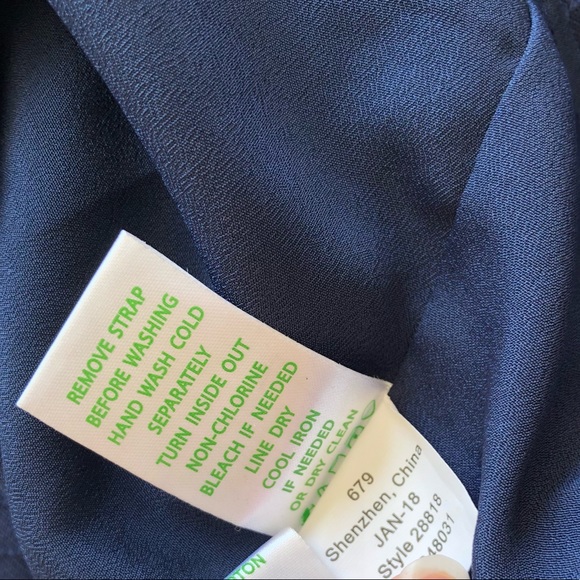 REMOVE STRAP
BEFORE WASHING
HAND WASH COLD
SEPARATELY
TURN INSIDE OUT
NON-CHLORINE
BLEACH IF NEEDED
LINE DRY
COOL IRON
IF NEEDED
OR DRY CLEAN
679
Shenzhen, China
JAN-18
Style 28818
48031